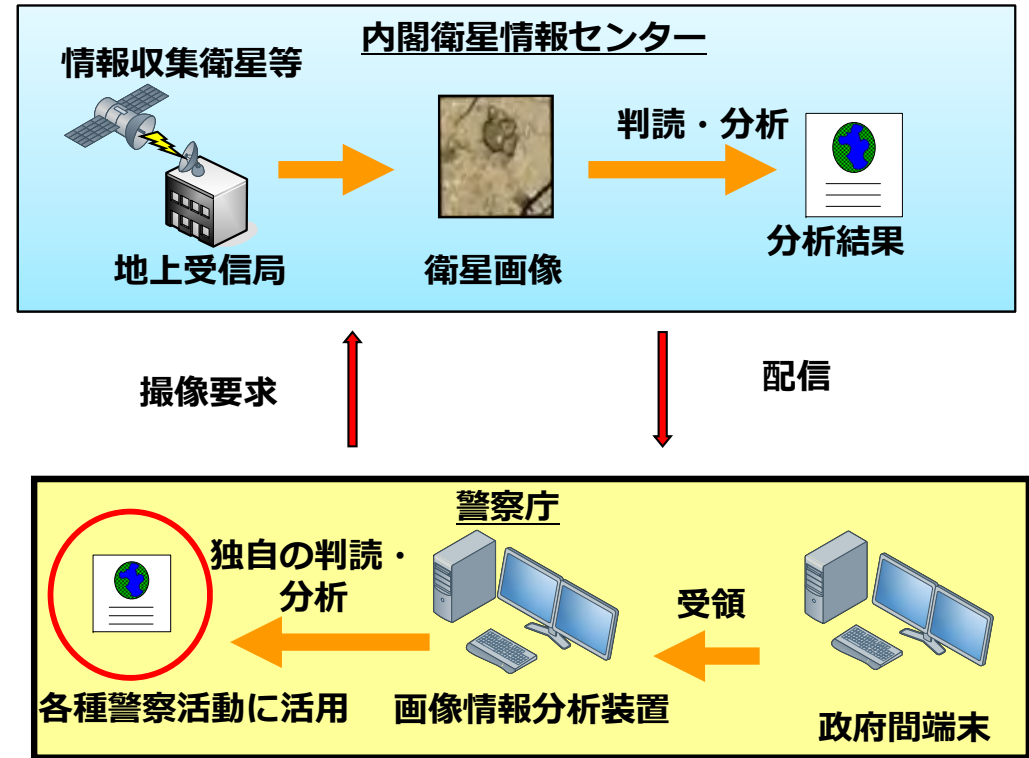 内閣衛星情報センター
情報収集衛星等
判読・分析
地上受信局
衛星画像
分析結果
撮像要求
配信
警察庁
独自の判読・
分析
受領
各種警察活動に活用
画像情報分析装置
政府間端末